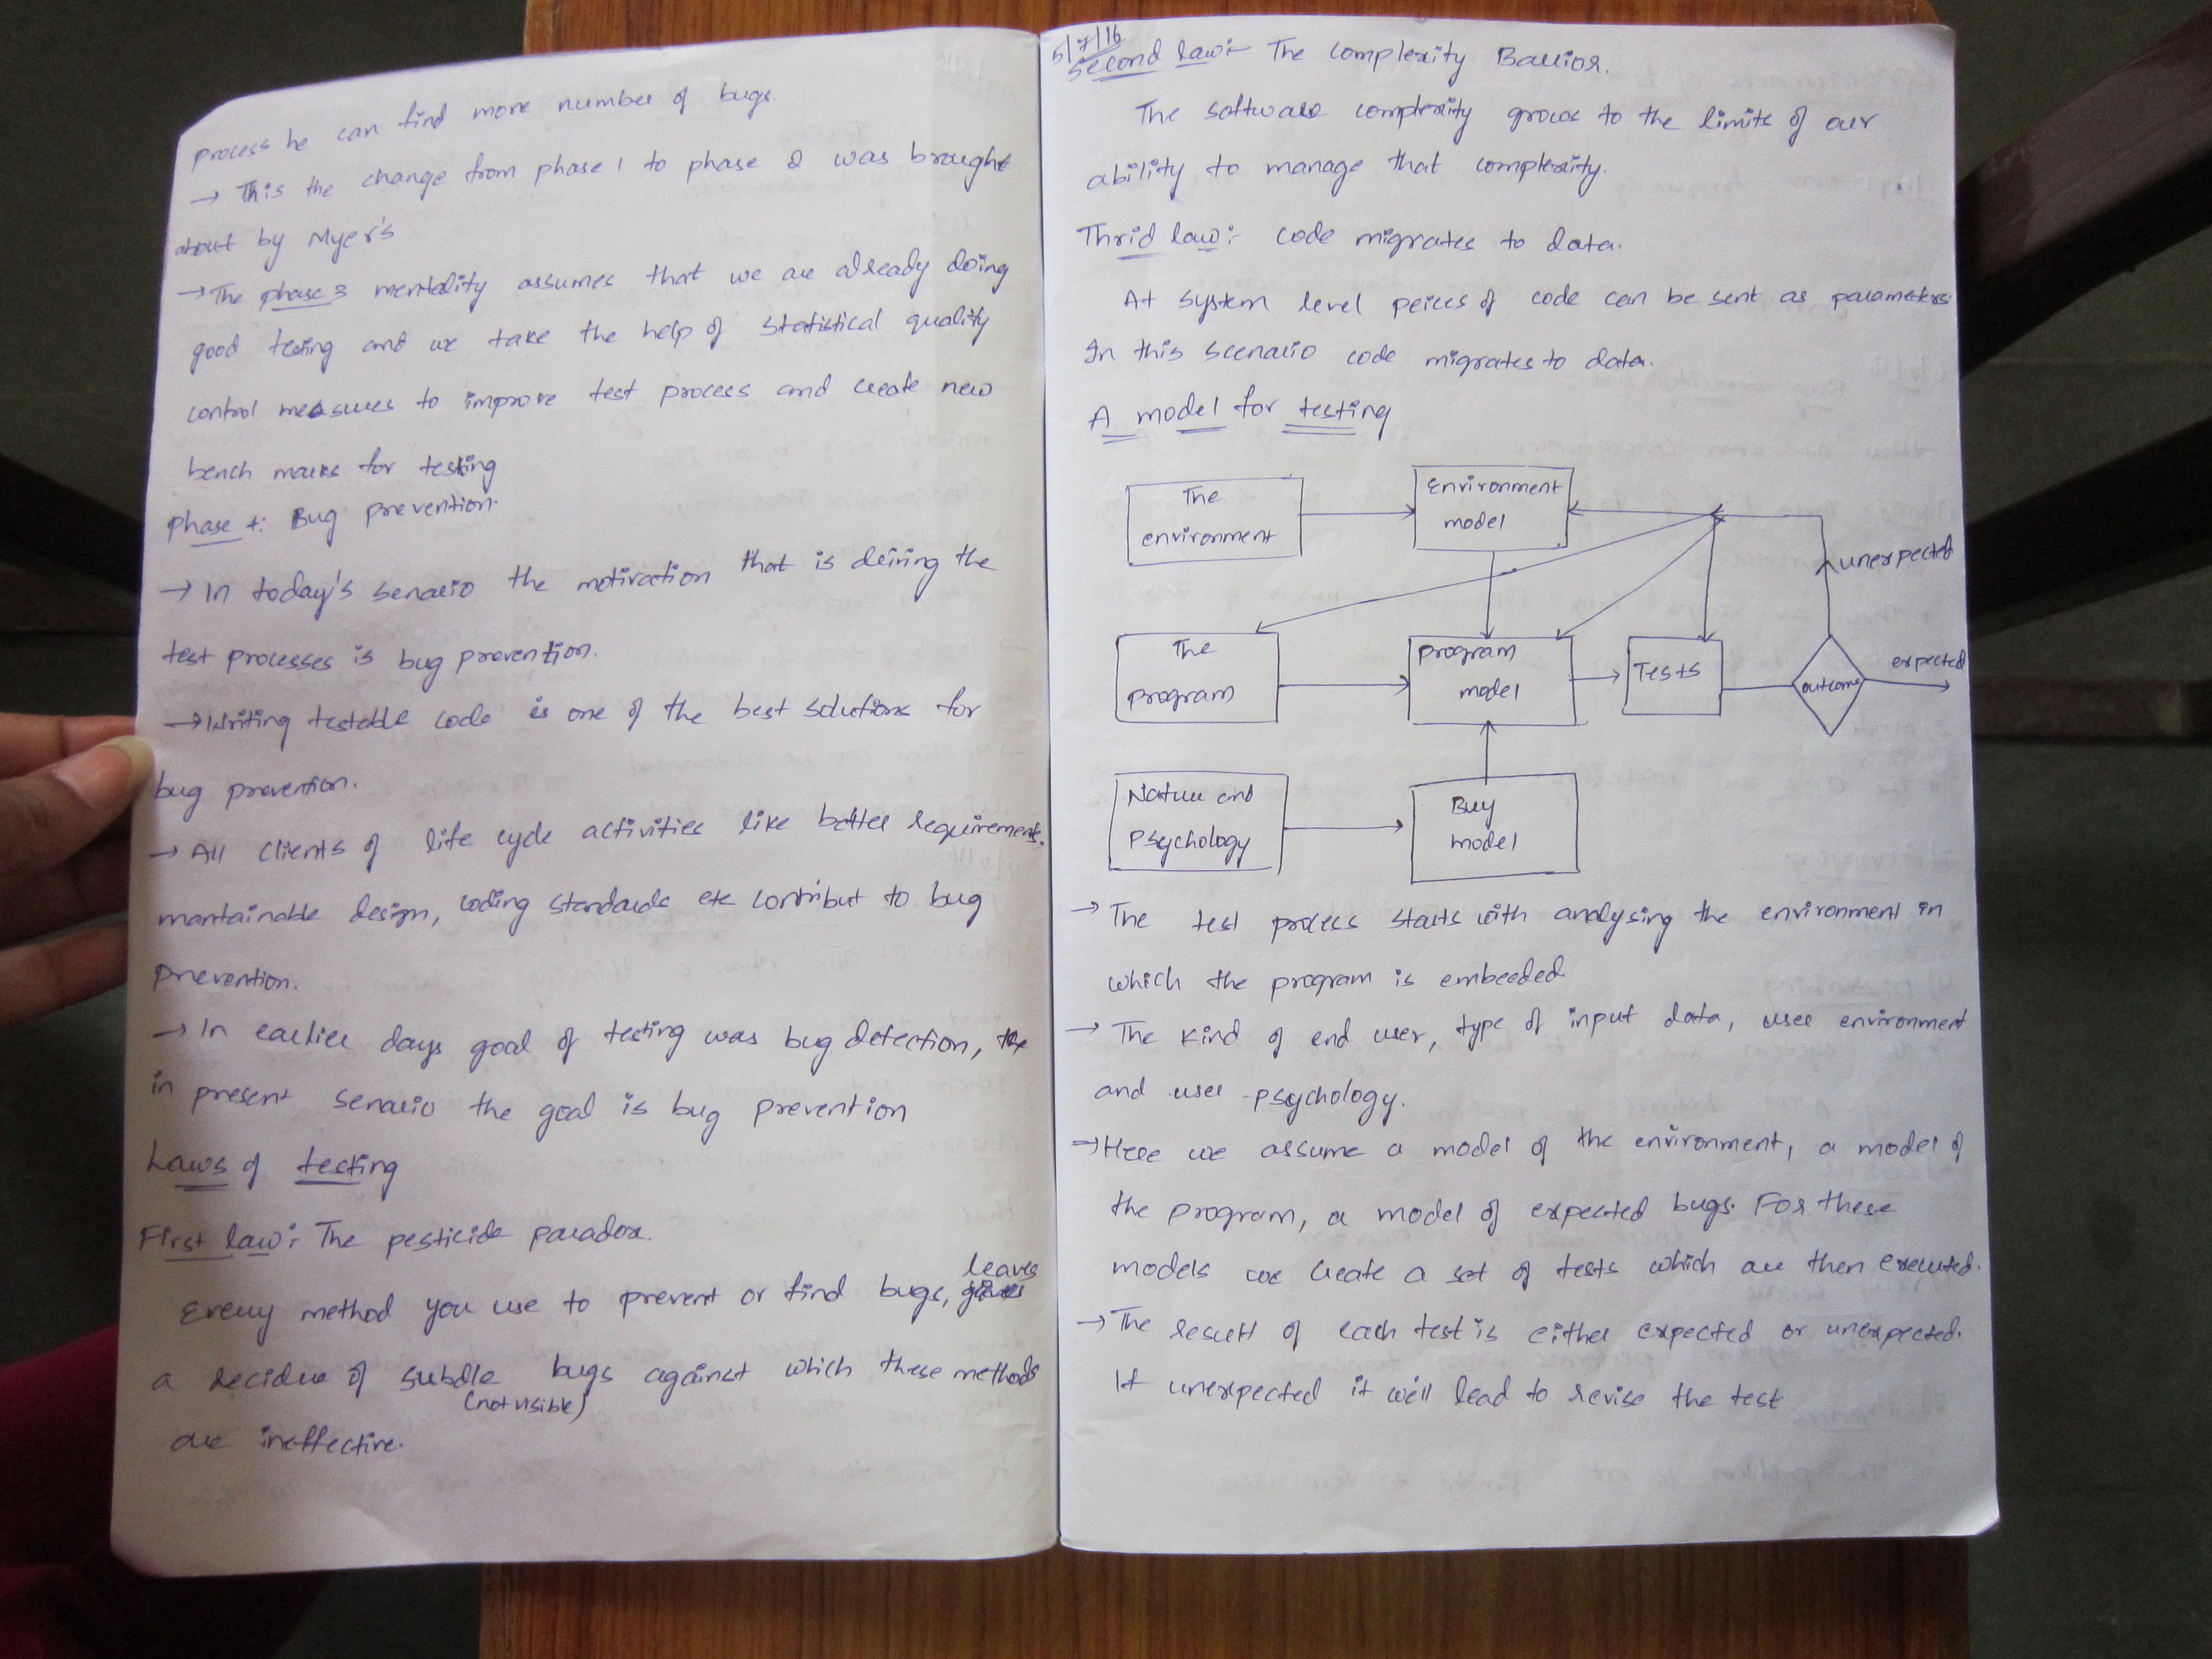 process he can find more number of bugs.
→ This the change from phase 1 to phase 2 was brought
about by Myer's
→ The phase 3 mentality assumes that we are already doing
good testing and we take the help of statistical quality
control measures to improve test process and create new
bench marks for testing
phase 4: Bug prevention.
→ In today's senario the motivation that is driving the
test processes is bug prevention.
→ Writing testable code is one of the best solutions for
bug prevention.
→ All clients of life cycle activities like better requirement,
mantainable design, coding standards etc contribut to bug
prevention.
→ In earlier days goal of testing was bug detection, the
in present senario the goal is bug prevention
Laws of testing
First law: The pesticide paradox.
Every method you use to prevent or find bugs, leaves
a decidue of subdle bugs against which these methods
(not visible)
are ineffective.
6/7/16
Second law:- The complexity Barrior.
The software complexity grows to the limits of our
ability to manage that complexity.
Thrid law:- code migrates to data.
At system level peices of code can be sent as parameters.
In this scenario code migrates to data.
A model for testing
The environment
Environment model
unexpected
The program
program model
Tests
outcome
expected
Nature and Psychology
Buy model
→ The test process starts with analysing the environment in
which the program is embeded
→ The kind of end user, type of input data, uses environment
and uses psychology.
→ Here we assume a model of the environment, a model of
the program, a model of expected bugs. For these
models we create a set of tests which are then executed.
→ The result of each test is either expected or unexpected.
If unexpected it will lead to revise the test